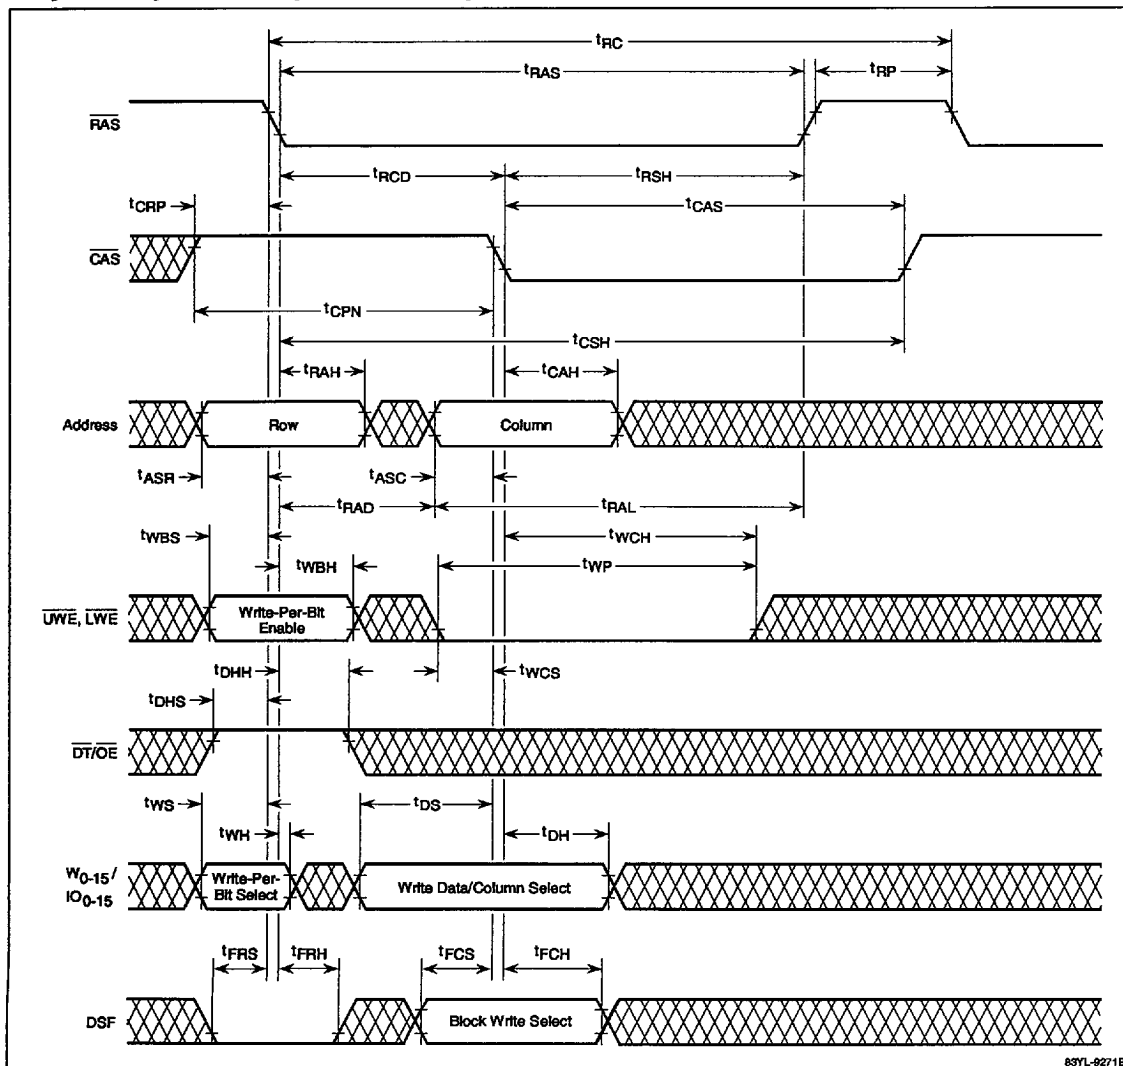 tRC
tRAS
tRP
RAS
tRCD
tRSH
tCRP
tCAS
CAS
tCPN
tCSH
tRAH
tCAH
Address
Row
Column
tASR
tASC
tRAD
tRAL
tWBS
tWCH
tWBH
tWP
UWE, LWE
Write-Per-Bit
Enable
tDHH
tWCS
tDHS
DT/OE
tWS
tDS
tWH
tDH
W0-15 /
IO0-15
Write-Per-
Bit Select
Write Data/Column Select
tFRS
tFRH
tFCS
tFCH
DSF
Block Write Select
83YL-9271B